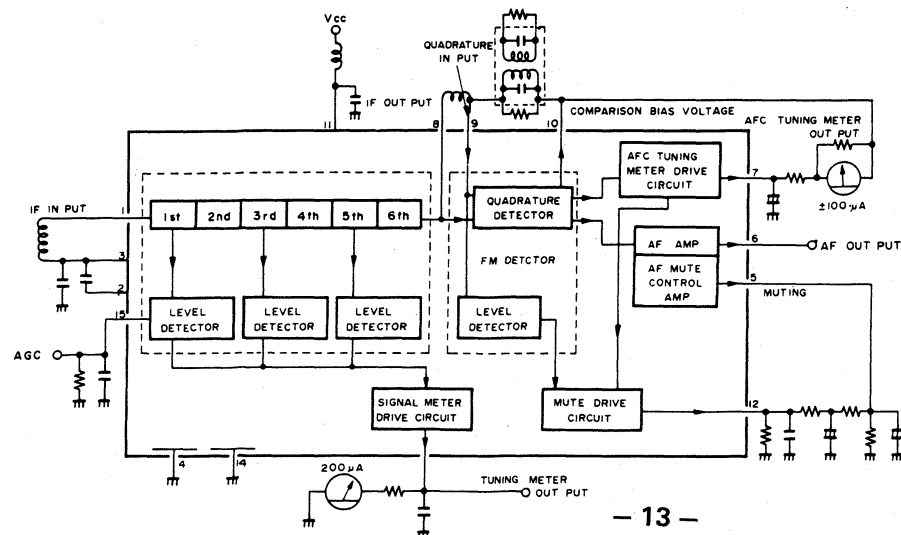 Vcc
QUADRATURE
IN PUT
IF OUT PUT
11
8
9
10
COMPARISON BIAS VOLTAGE
AFC TUNING METER
OUT PUT
AFC TUNING
METER DRIVE
CIRCUIT
7
±100μA
IF IN PUT
1
1st
2nd
3rd
4th
5th
6th
QUADRATURE
DETECTOR
FM DETCTOR
AF AMP
6
AF OUT PUT
AF MUTE
CONTROL
AMP
5
MUTING
3
2
15
LEVEL
DETECTOR
LEVEL
DETECTOR
LEVEL
DETECTOR
LEVEL
DETECTOR
AGC
SIGNAL METER
DRIVE CIRCUIT
MUTE DRIVE
CIRCUIT
12
4
14
200μA
TUNING METER
OUT PUT
— 13 —